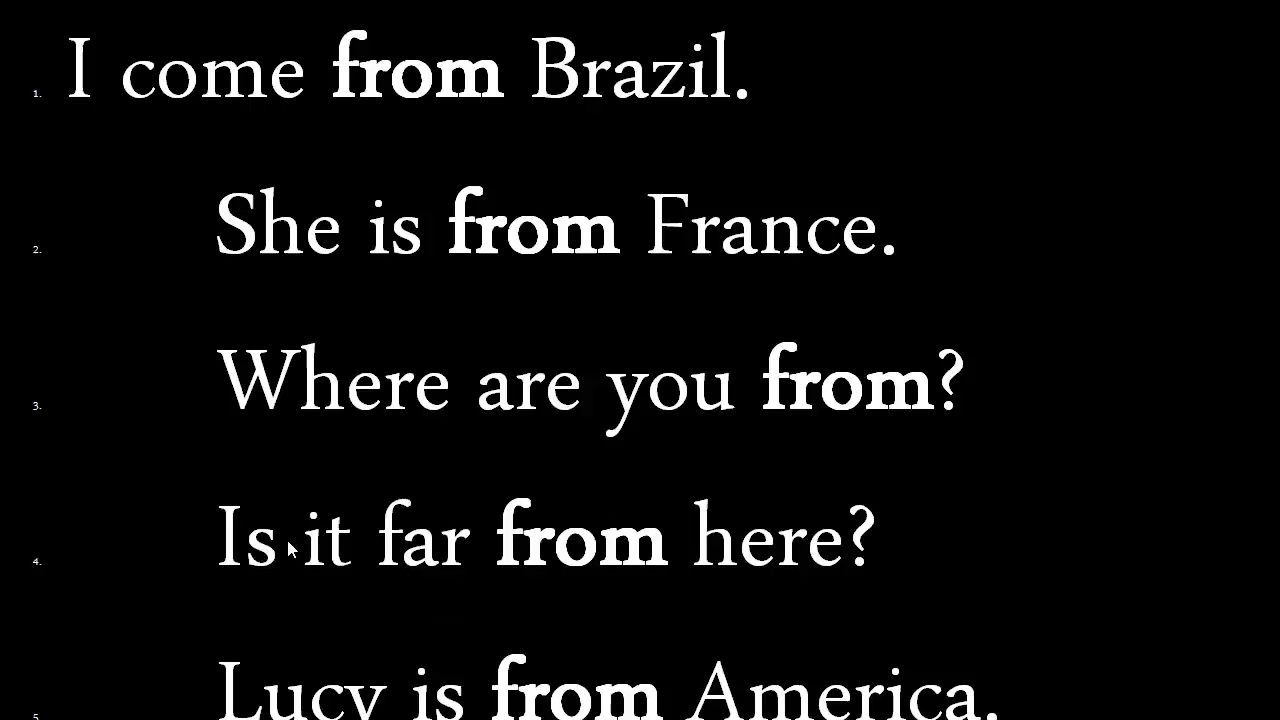 1. I come from Brazil.
2. She is from France.
3. Where are you from?
4. Is it far from here?
5. Lucy is from America.